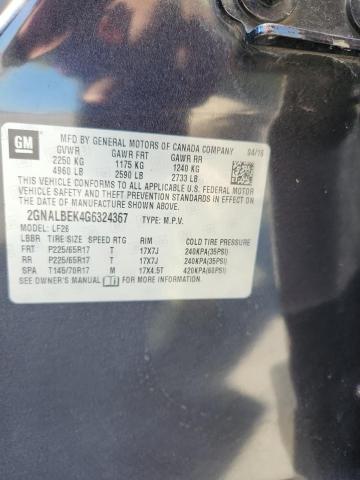 GM
MFD BY GENERAL MOTORS OF CANADA COMPANY
04/16
GVWR GAWR FRT GAWR RR
2250 KG 1175 KG 1240 KG
4960 LB 2590 LB 2733 LB
THIS VEHICLE CONFORMS TO ALL APPLICABLE
U.S. FEDERAL MOTOR VEHICLE SAFETY, BUMPER, AND
THEFT PREVENTION STANDARDS IN EFFECT ON THE
DATE OF MANUFACTURE SHOWN ABOVE.
2GNALBEK4G6324367 TYPE: M.P.V.
MODEL: LF26
LBBR TIRE SIZE SPEED RTG RIM COLD TIRE PRESSURE
FRT P225/65R17 T 17X7J 240KPA(35PSI)
RR P225/65R17 T 17X7J 240KPA(35PSI)
SPA T145/70R17 M 17X4.5T 420KPA(60PSI)
SEE OWNER'S MANUAL FOR MORE INFORMATION.